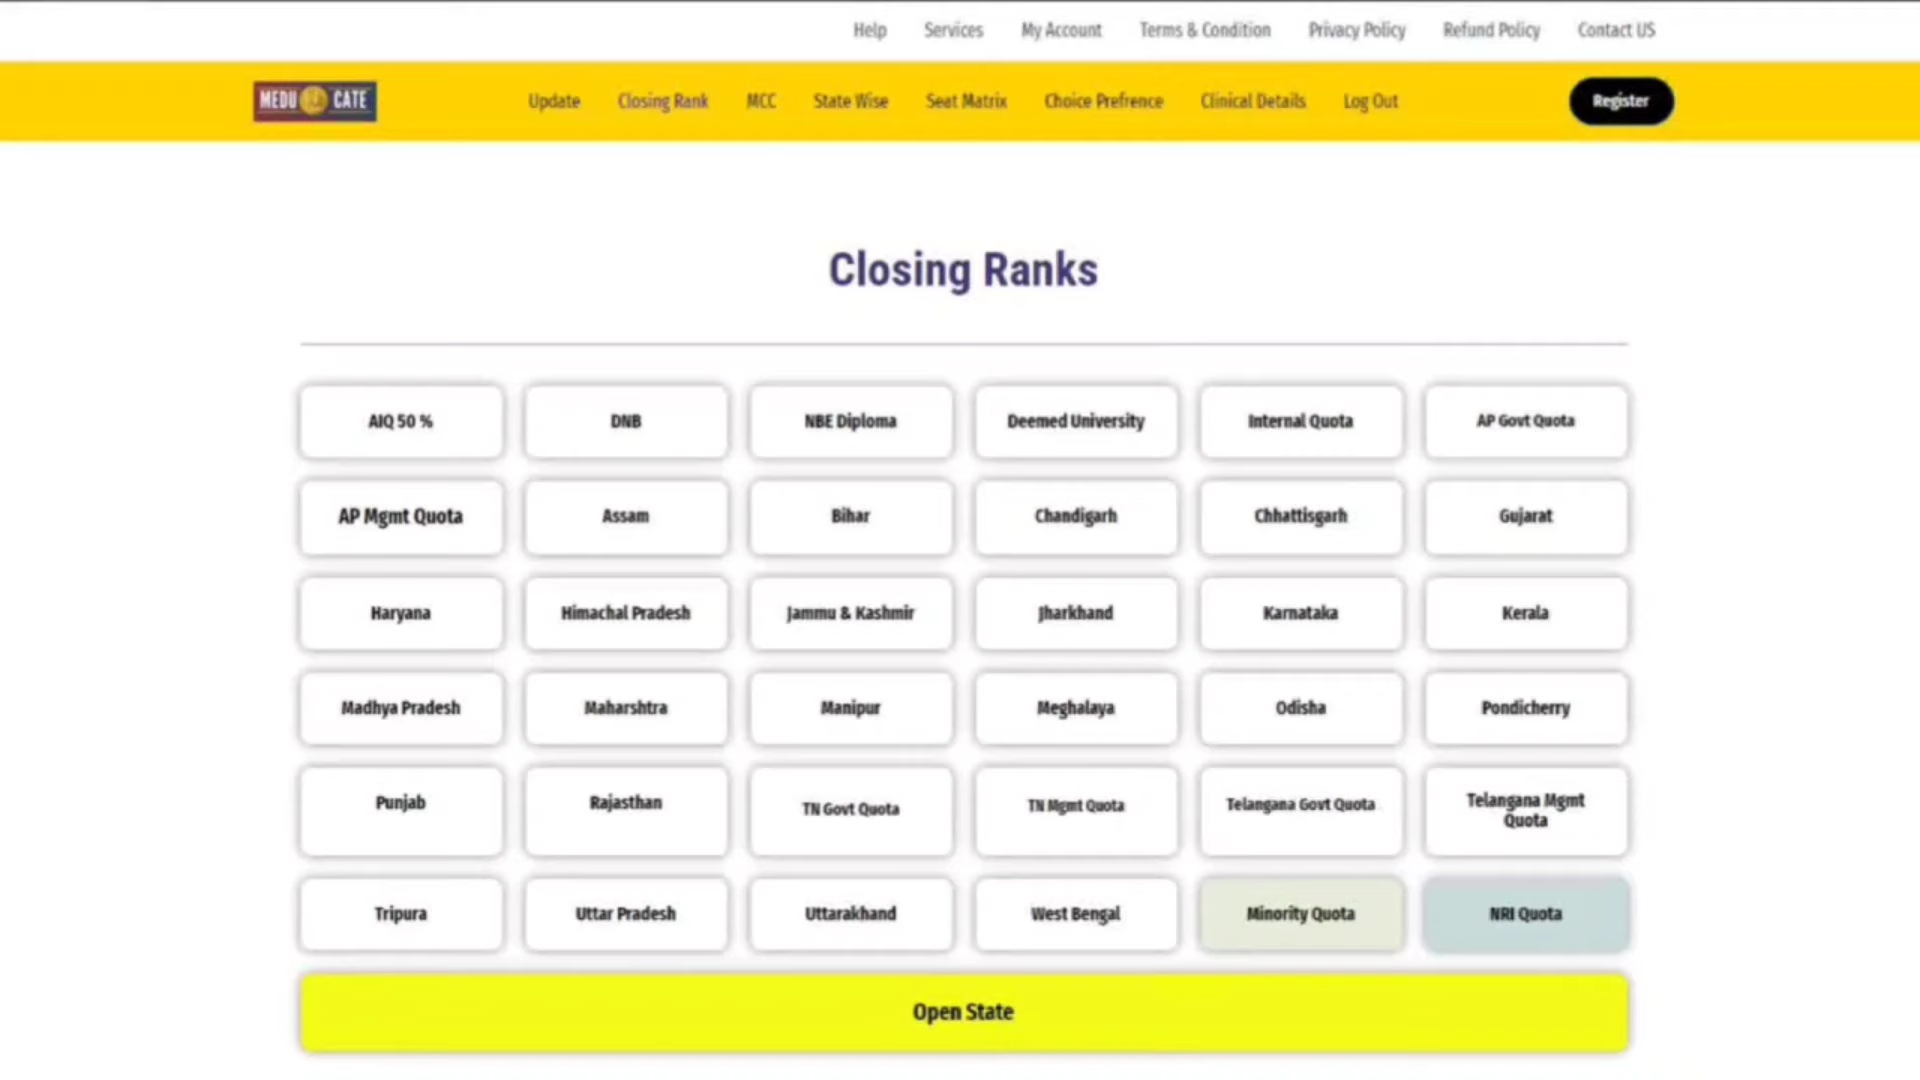 Help Services My Account Terms & Condition Privacy Policy Refund Policy Contact US
MEDU CATE Update Closing Rank MCC State Wise Seat Matrix Choice Prefrence Clinical Details Log Out Register
Closing Ranks
AIQ 50 % DNB NBE Diploma Deemed University Internal Quota AP Govt Quota
AP Mgmt Quota Assam Bihar Chandigarh Chhattisgarh Gujarat
Haryana Himachal Pradesh Jammu & Kashmir Jharkhand Karnataka Kerala
Madhya Pradesh Maharshtra Manipur Meghalaya Odisha Pondicherry
Punjab Rajasthan TN Govt Quota TN Mgmt Quota Telangana Govt Quota Telangana Mgmt
Quota
Tripura Uttar Pradesh Uttarakhand West Bengal Minority Quota NRI Quota
Open State